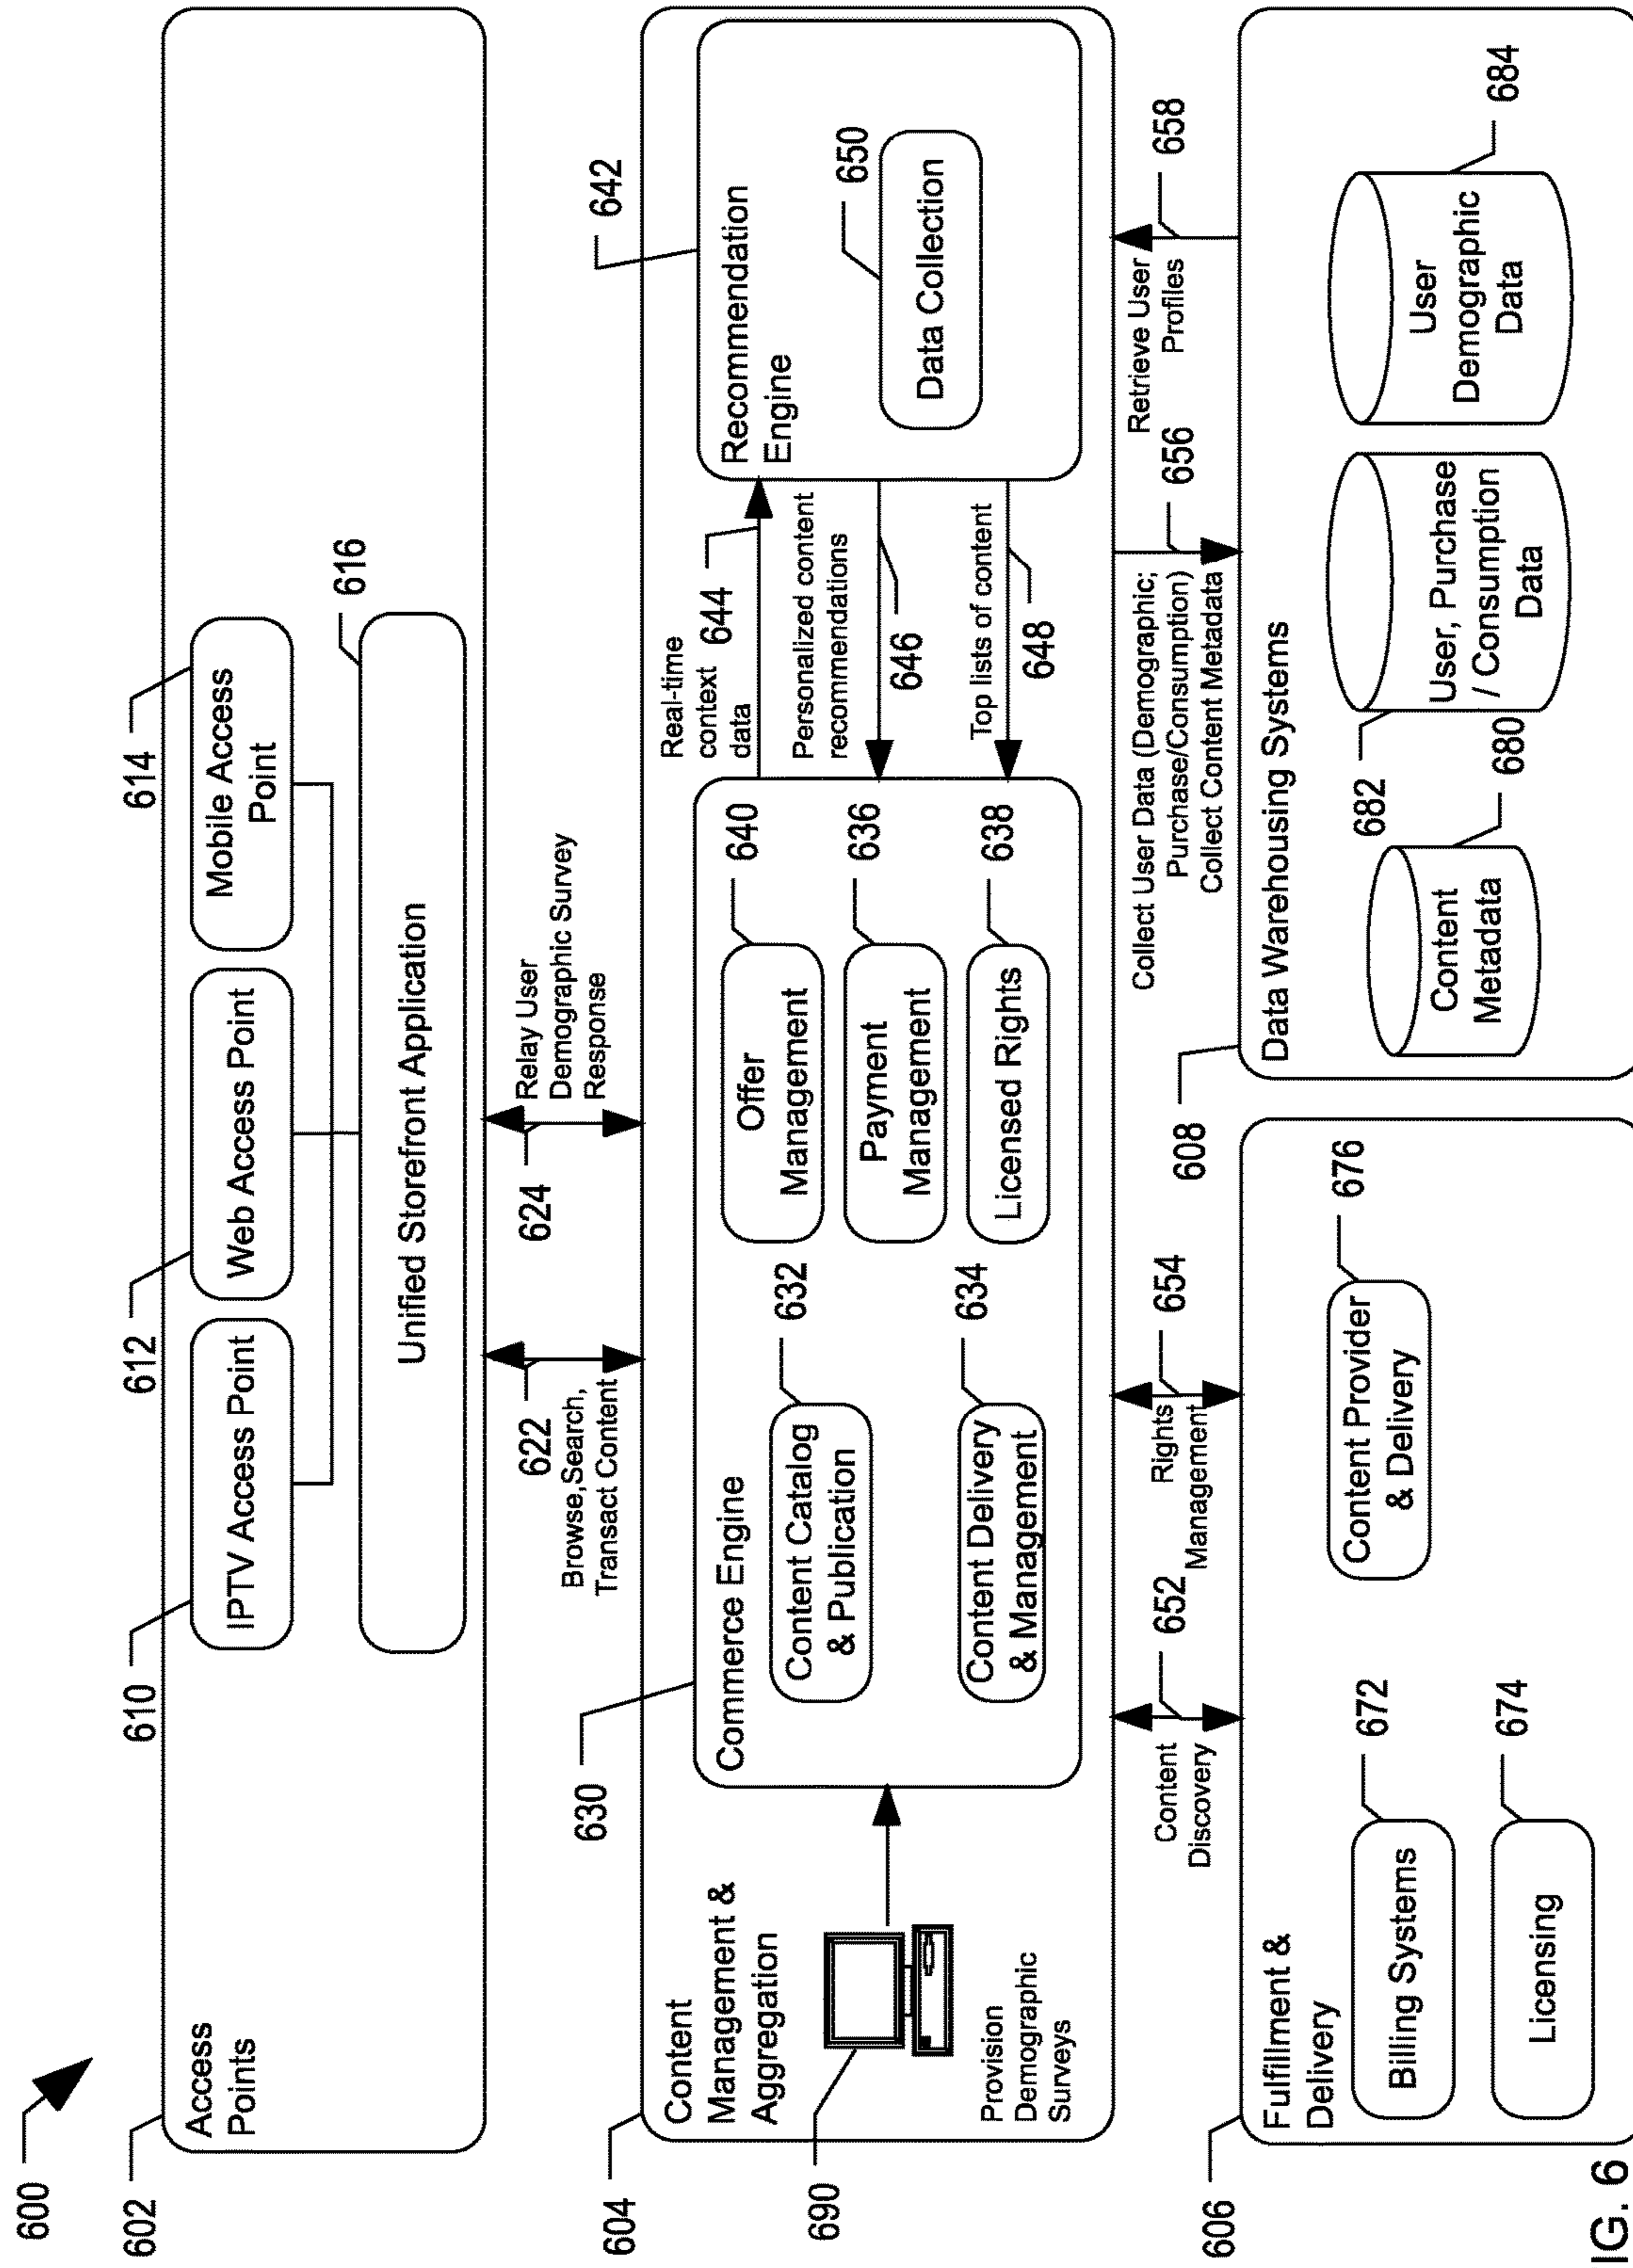 600
602
Access
Points
610
IPTV Access Point
612
Web Access Point
614
Mobile Access
Point
616
Unified Storefront Application
622
Browse,Search,
Transact Content
624
Relay User
Demographic Survey
Response
604
Content
Management &
Aggregation
690
Provision
Demographic
Surveys
630
Commerce Engine
Content Catalog
& Publication
632
Content Delivery
& Management
634
Offer
Management
640
Payment
Management
636
Licensed Rights
638
Real-time
context
data
644
Personalized content
recommendations
646
Top lists of content
648
642
Recommendation
Engine
650
Data Collection
Content
Discovery
652
Rights
Management
654
Collect User Data (Demographic;
Purchase/Consumption)
Collect Content Metadata
656
Retrieve User
Profiles
658
606
Fulfillment &
Delivery
Billing Systems
672
Licensing
674
Content Provider
& Delivery
676
608
Data Warehousing Systems
Content
Metadata
680
682
User, Purchase
/ Consumption
Data
User
Demographic
Data
684
IG. 6